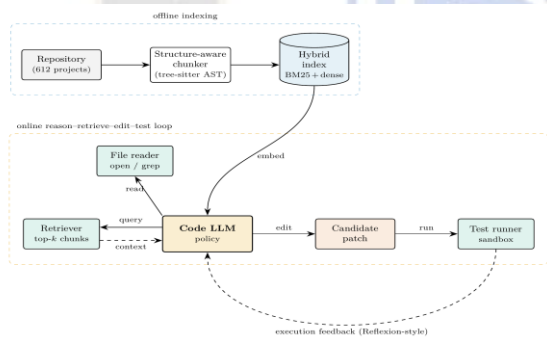 offline indexing
Repository
(612 projects)
Structure-aware
chunker
(tree-sitter AST)
Hybrid
index
BM25 + dense
online reason–retrieve–edit–test loop
File reader
open / grep
embed
read
Retriever
top-k chunks
query
context
Code LLM
policy
edit
Candidate
patch
run
Test runner
sandbox
execution feedback (Reflexion-style)